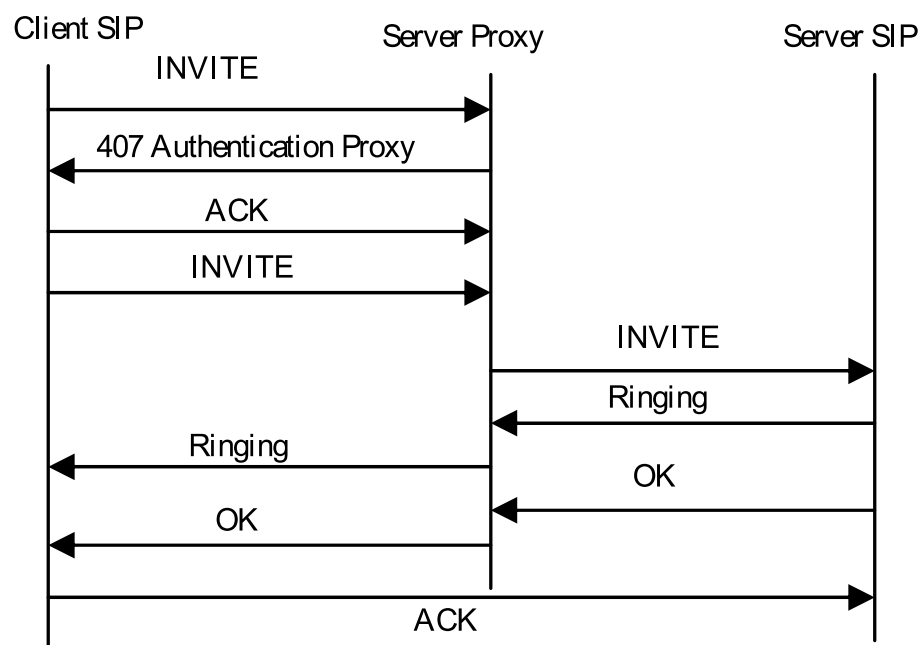 Client SIP
Server Proxy
Server SIP
INVITE
407 Authentication Proxy
ACK
INVITE
INVITE
Ringing
Ringing
OK
OK
ACK